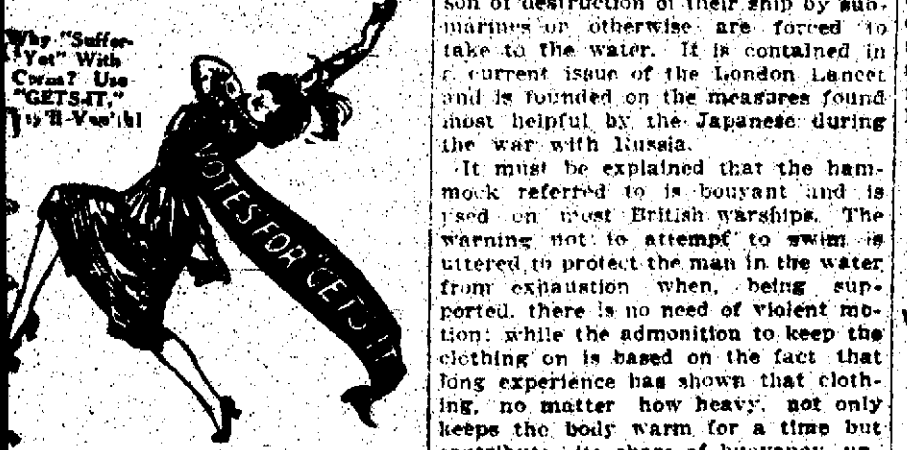 Why "Suffer-
Yet" With
Corns? Use
"GETS-IT,"
VOTES FOR "GETS-IT
son of destruction of their ship by sub-
marines or otherwise are forced to
take to the water. It is contained in
a current issue of the London Lancet
and is founded on the measures found
most helpful by the Japanese during
the war with Russia.
It must be explained that the ham-
mock referred to is bouyant and is
used on most British warships. The
warning not to attempt to swim is
uttered to protect the man in the water
from exhaustion when, being sup-
ported, there is no need of violent mo-
tion; while the admonition to keep the
clothing on is based on the fact that
long experience has shown that cloth-
ing, no matter how heavy, not only
keeps the body warm for a time but